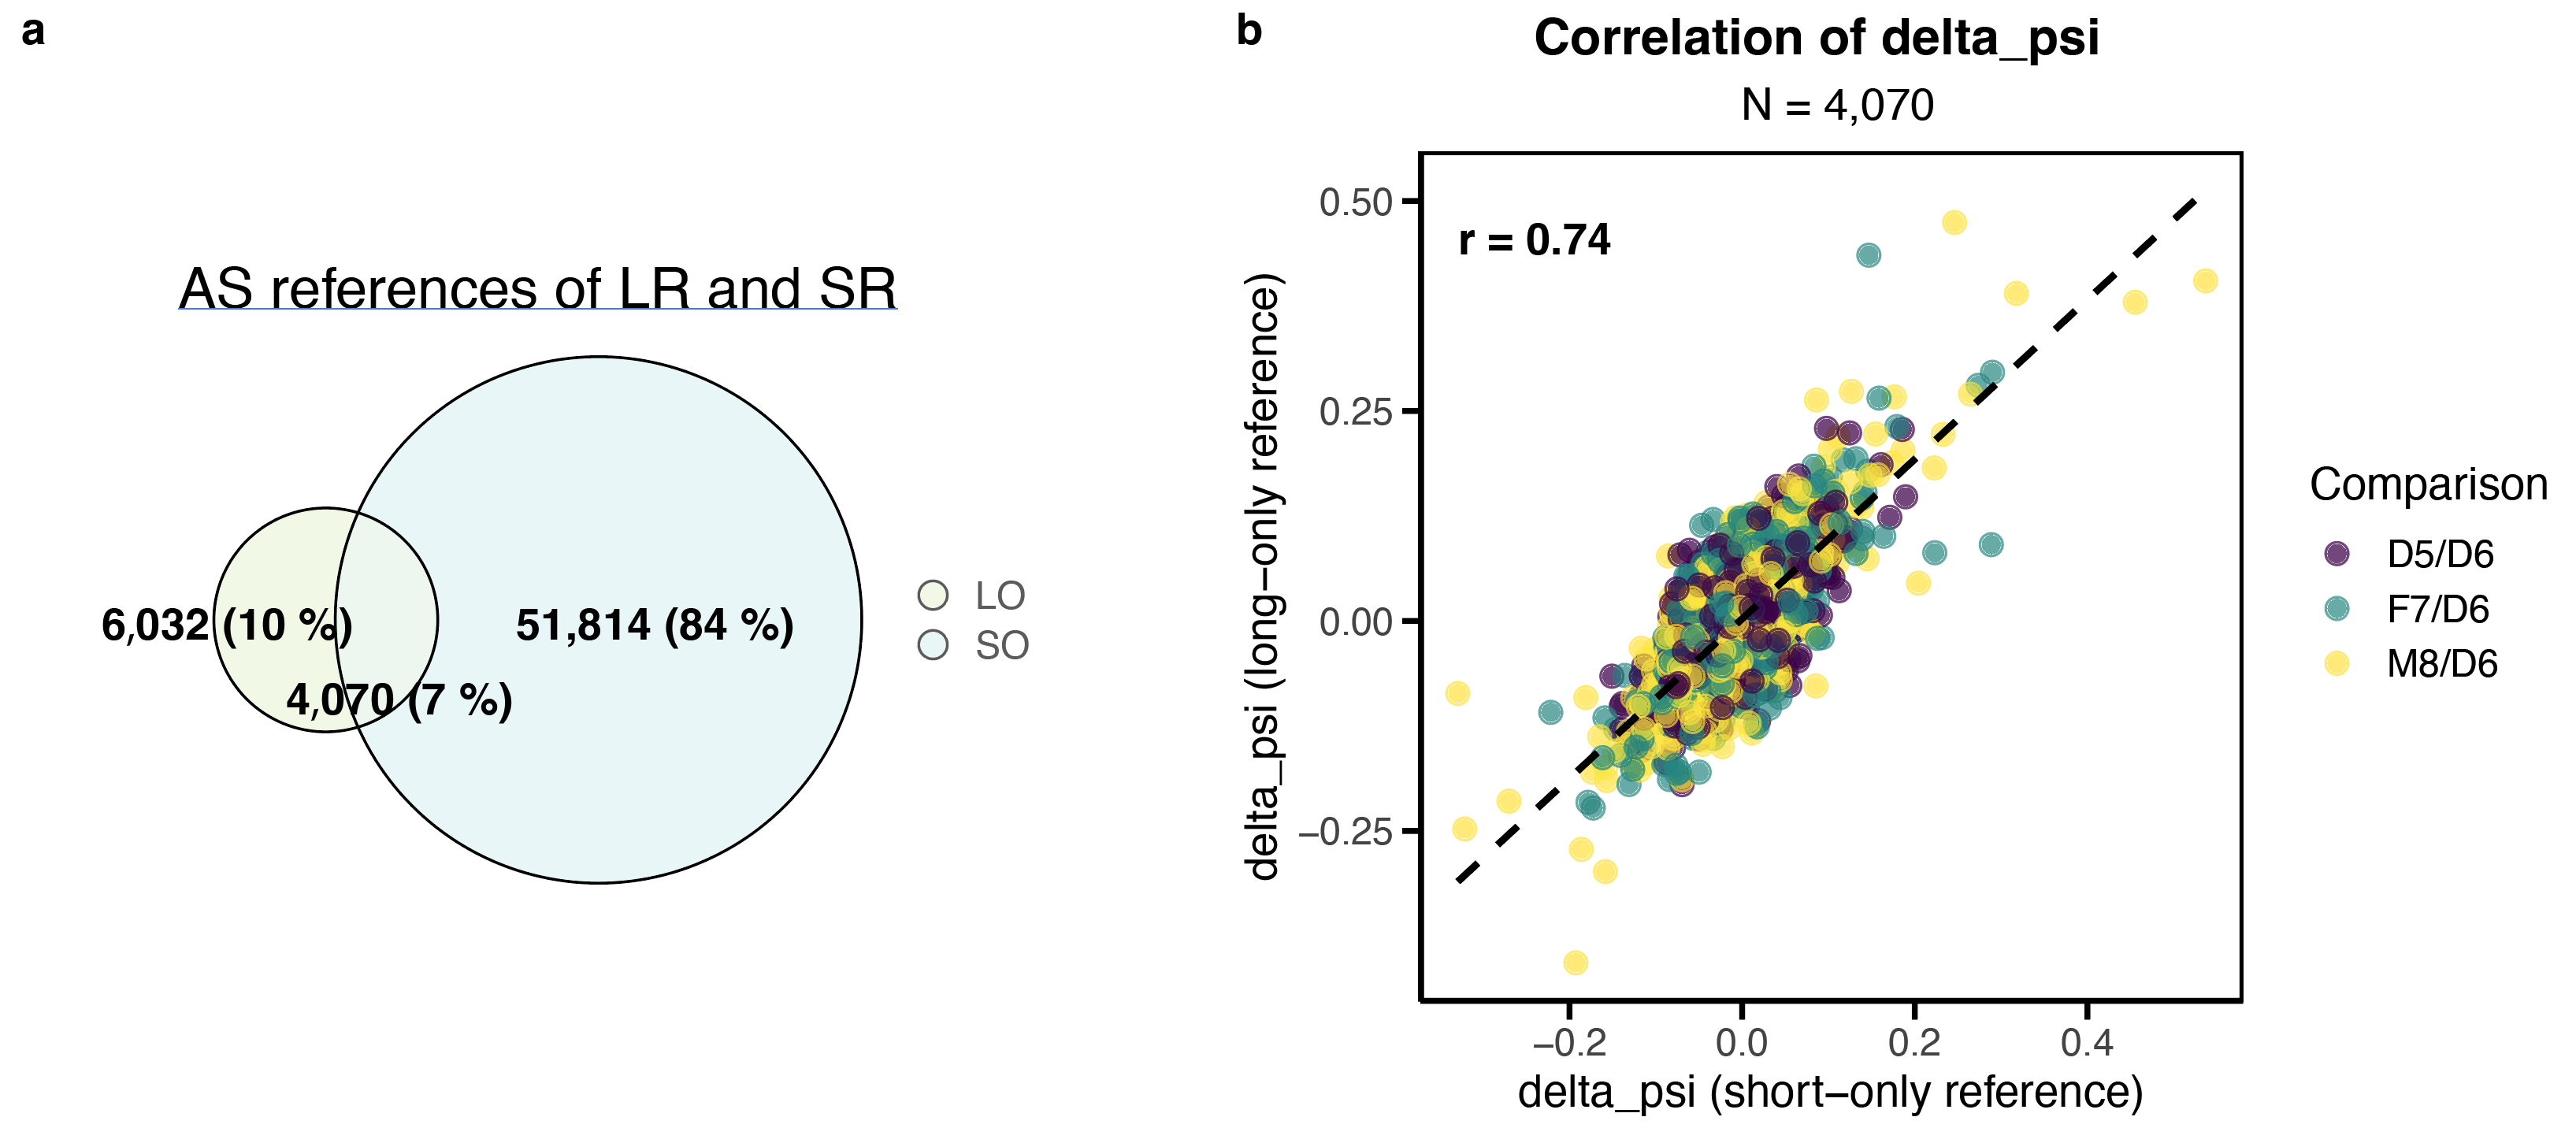 a
AS references of LR and SR
6,032 (10 %)
51,814 (84 %)
4,070 (7 %)
LO
SO
b
Correlation of delta_psi
N = 4,070
r = 0.74
delta_psi (long−only reference)
0.50
0.25
0.00
−0.25
−0.2
0.0
0.2
0.4
delta_psi (short−only reference)
Comparison
D5/D6
F7/D6
M8/D6